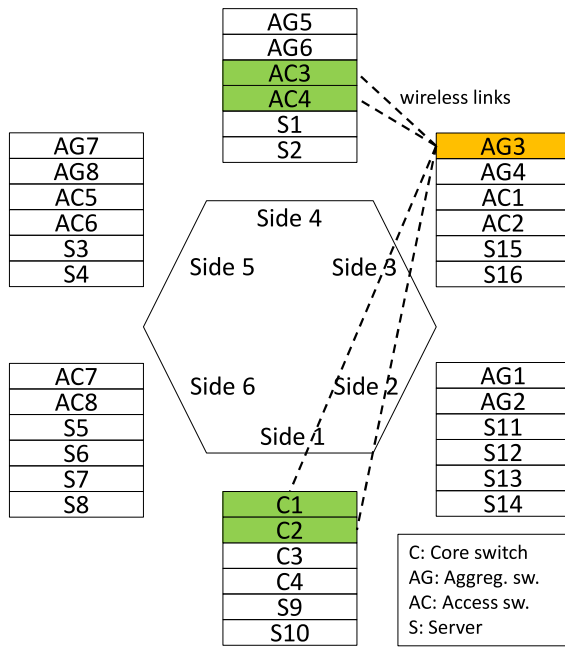 AG5
AG6
AC3
AC4
S1
S2
wireless links
AG7
AG8
AC5
AC6
S3
S4
AG3
AG4
AC1
AC2
S15
S16
Side 4
Side 5
Side 3
Side 6
Side 2
Side 1
AC7
AC8
S5
S6
S7
S8
AG1
AG2
S11
S12
S13
S14
C1
C2
C3
C4
S9
S10
C: Core switch
AG: Aggreg. sw.
AC: Access sw.
S: Server